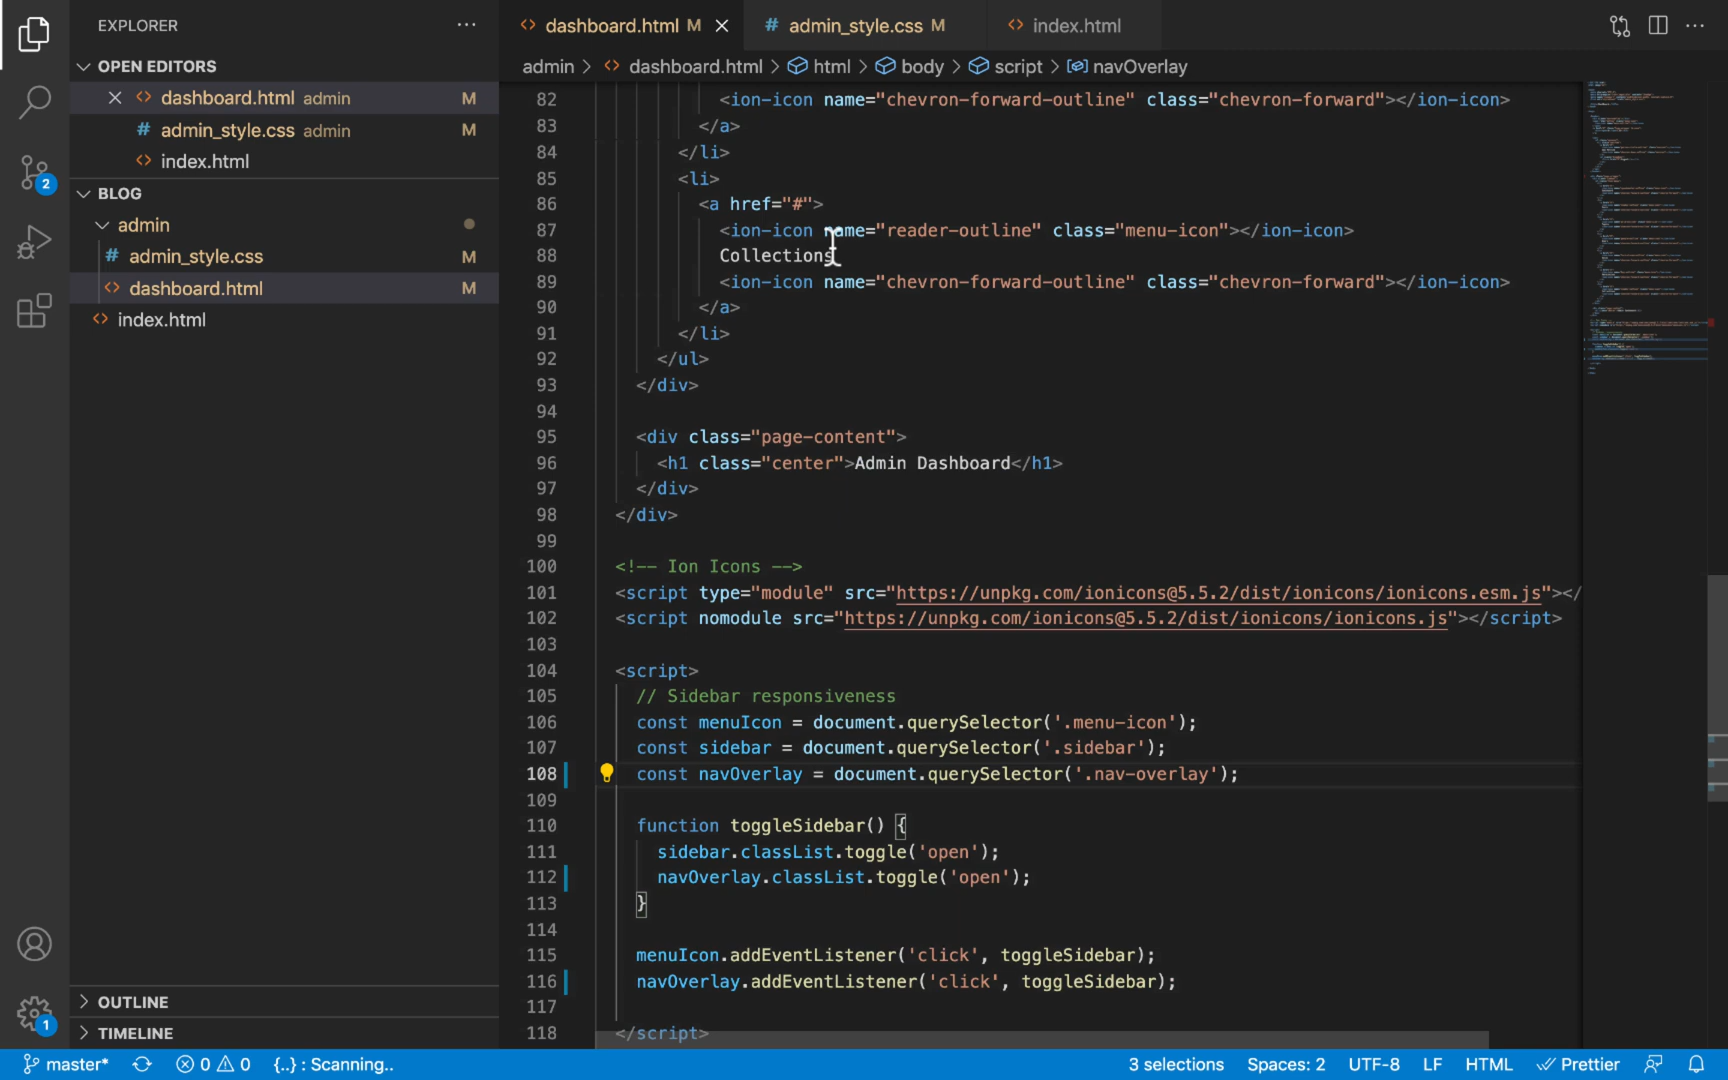 EXPLORER
dashboard.html M
# admin_style.css M
index.html
OPEN EDITORS
admin > dashboard.html > html > body > script > navOverlay
dashboard.html admin M
# admin_style.css admin M
index.html
2
BLOG
admin
# admin_style.css M
dashboard.html M
index.html
82 <ion-icon name="chevron-forward-outline" class="chevron-forward"></ion-icon>
83 </a>
84 </li>
85 <li>
86 <a href="#">
87 <ion-icon name="reader-outline" class="menu-icon"></ion-icon>
88 Collections
89 <ion-icon name="chevron-forward-outline" class="chevron-forward"></ion-icon>
90 </a>
91 </li>
92 </ul>
93 </div>
94
95 <div class="page-content">
96 <h1 class="center">Admin Dashboard</h1>
97 </div>
98 </div>
99
100 <!-- Ion Icons -->
101 <script type="module" src="https://unpkg.com/ionicons@5.5.2/dist/ionicons/ionicons.esm.js"></
102 <script nomodule src="https://unpkg.com/ionicons@5.5.2/dist/ionicons/ionicons.js"></script>
103
104 <script>
105 // Sidebar responsiveness
106 const menuIcon = document.querySelector('.menu-icon');
107 const sidebar = document.querySelector('.sidebar');
108 const navOverlay = document.querySelector('.nav-overlay');
109
110 function toggleSidebar() {
111 sidebar.classList.toggle('open');
112 navOverlay.classList.toggle('open');
113 }
114
115 menuIcon.addEventListener('click', toggleSidebar);
116 navOverlay.addEventListener('click', toggleSidebar);
117
118 </script>
OUTLINE
1
TIMELINE
master* 0 0 {..} : Scanning.. 3 selections Spaces: 2 UTF-8 LF HTML Prettier